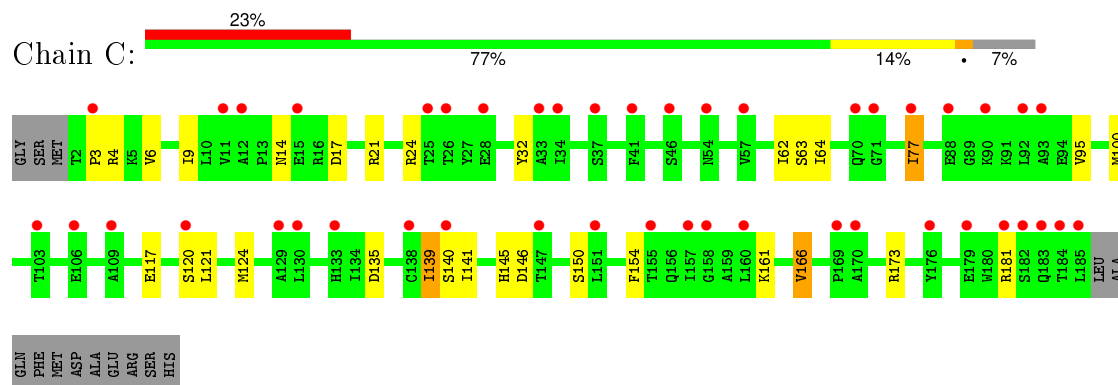 23%
Chain C:
77% 14% • 7%
GLY SER MET T2 P3 R4 K5 V6 I9 L10 V11 A12 P13 N14 E15 R16 D17 R21 R24 T25 T26 Y27 E28 Y32 A33 I34 S37 F41 S46 N54 V57 I62 S63 I64 Q70 G71 I77 E88 G89 K90 K91 L92 A93 E94 V95 M100
T103 E106 A109 E117 S120 L121 M124 A129 L130 H133 I134 D135 C138 I139 S140 I141 H145 D146 T147 S150 L151 F154 T155 Q156 I157 G158 A159 L160 K161 V166 P169 A170 R173 Y176 E179 W180 R181 S182 Q183 T184 L185 LEU ALA
GLN PHE MET ASP ALA GLU ARG SER HIS